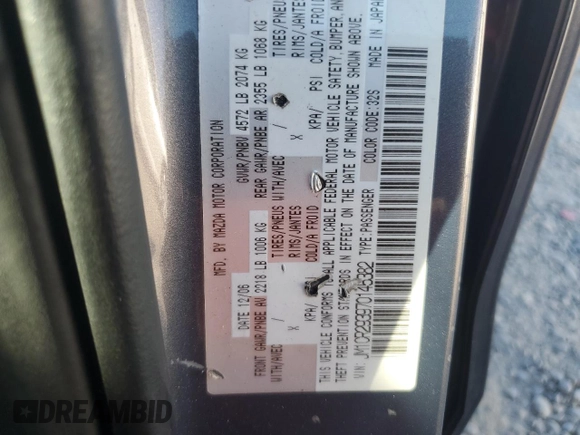 MFD. BY MAZDA MOTOR CORPORATION
DATE 12/06 GVWR/PNBV 4572 LB 2074 KG
FRONT GAWR/PNBE AV 2218 LB 1006 KG REAR GAWR/PNBE AR 2355 LB 1068 KG
WITH/AVEC TIRES/PNEUS WITH/AVEC TIRES/PNEUS
X RIMS/JANTES X RIMS/JANTES
KPA/ COLD/A FROID KPA/ PSI COLD/A FROID
THIS VEHICLE CONFORMS ALL APPLICABLE FEDERAL MOTOR VEHICLE SAFETY, BUMPER, AN
THEFT PREVENTION STANDARDS IN EFFECT ON THE DATE OF MANUFACTURE SHOWN ABOVE.
VIN: TYPE:PASSENGER COLOR CODE:32S MADE IN JAPAN
DREAMBID